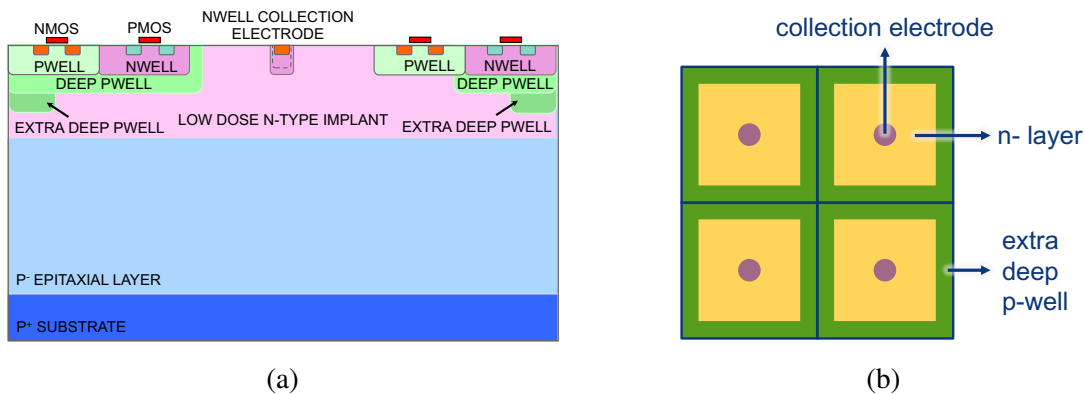 NWELL COLLECTION
ELECTRODE
NMOS
PMOS
PWELL
NWELL
PWELL
NWELL
DEEP PWELL
DEEP PWELL
LOW DOSE N-TYPE IMPLANT
EXTRA DEEP PWELL
EXTRA DEEP PWELL
P- EPITAXIAL LAYER
P+ SUBSTRATE
(a)
collection electrode
n- layer
extra
deep
p-well
(b)